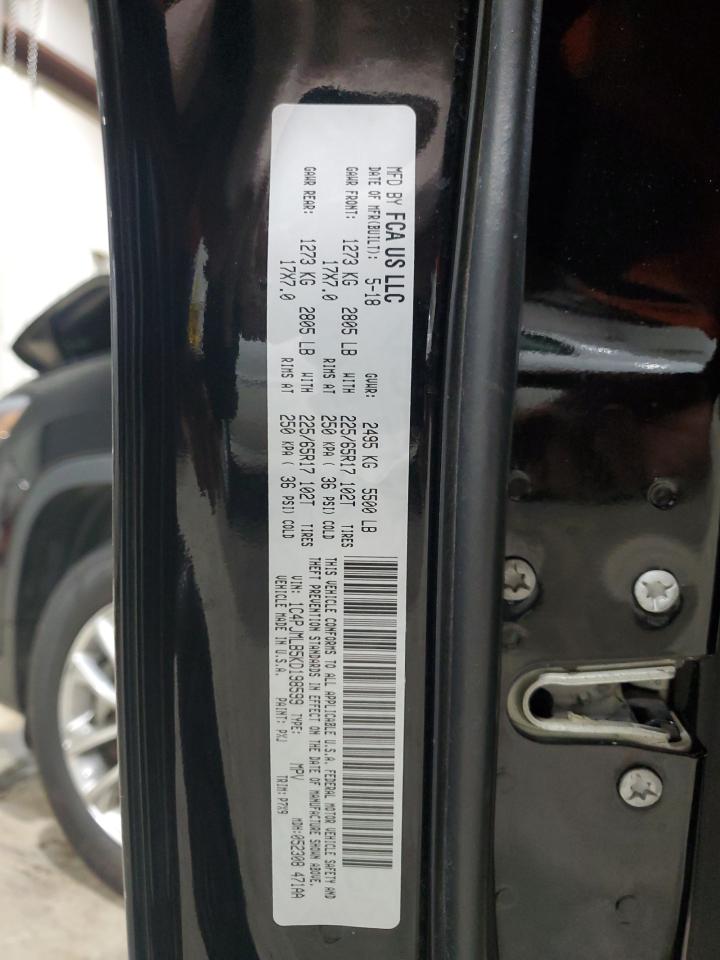 MFD BY FCA US LLC
DATE OF MFR(BUILT): 5-18 GVWR: 2495 KG 5500 LB
GAWR FRONT: 1273 KG 2805 LB WITH 225/65R17 102T TIRES
17X7.0 RIMS AT 250 KPA ( 36 PSI) COLD
GAWR REAR: 1273 KG 2805 LB WITH 225/65R17 102T TIRES
17X7.0 RIMS AT 250 KPA ( 36 PSI) COLD
THIS VEHICLE CONFORMS TO ALL APPLICABLE U.S.A. FEDERAL MOTOR VEHICLE SAFETY AND
THEFT PREVENTION STANDARDS IN EFFECT ON THE DATE OF MANUFACTURE SHOWN ABOVE.
VIN: 1C4PJMLB5KD198599 TYPE: MPV MDH:052308 471AA
VEHICLE MADE IN U.S.A. PAINT: PXJ TRIM: P7X9